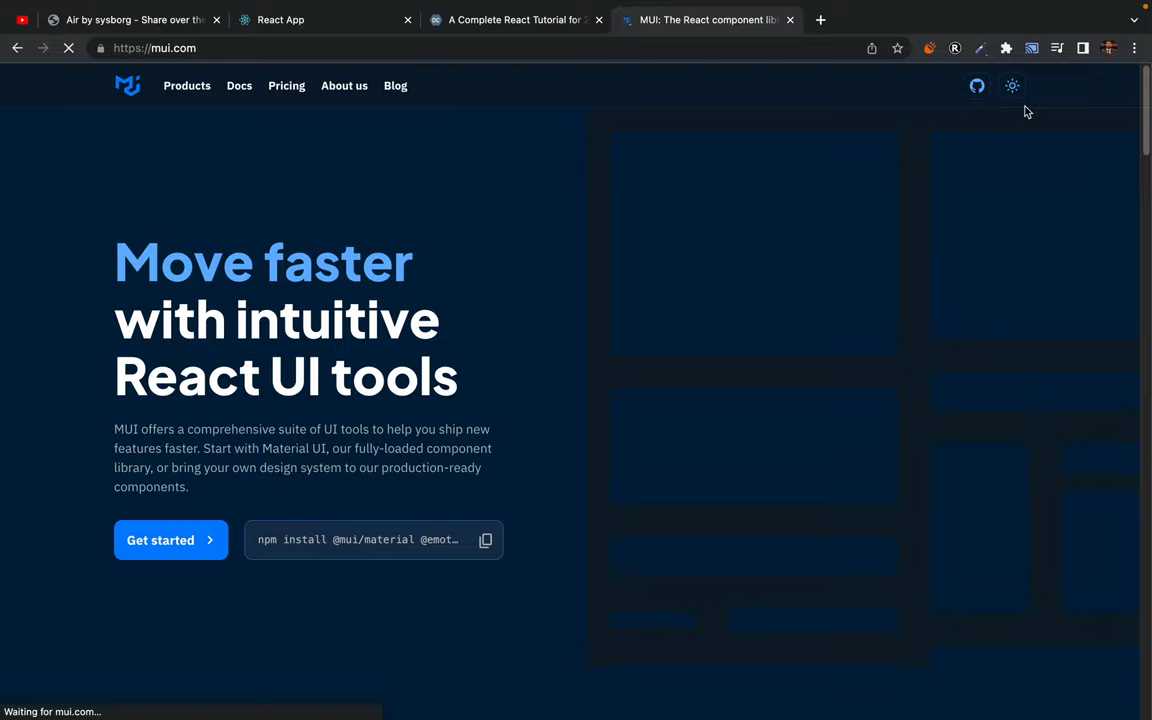 Air by sysborg - Share over the
React App
A Complete React Tutorial for 2
MUI: The React component lib
https://mui.com
Products
Docs
Pricing
About us
Blog
Move faster
with intuitive
React UI tools
MUI offers a comprehensive suite of UI tools to help you ship new
features faster. Start with Material UI, our fully-loaded component
library, or bring your own design system to our production-ready
components.
Get started
npm install @mui/material @emot…
Waiting for mui.com...